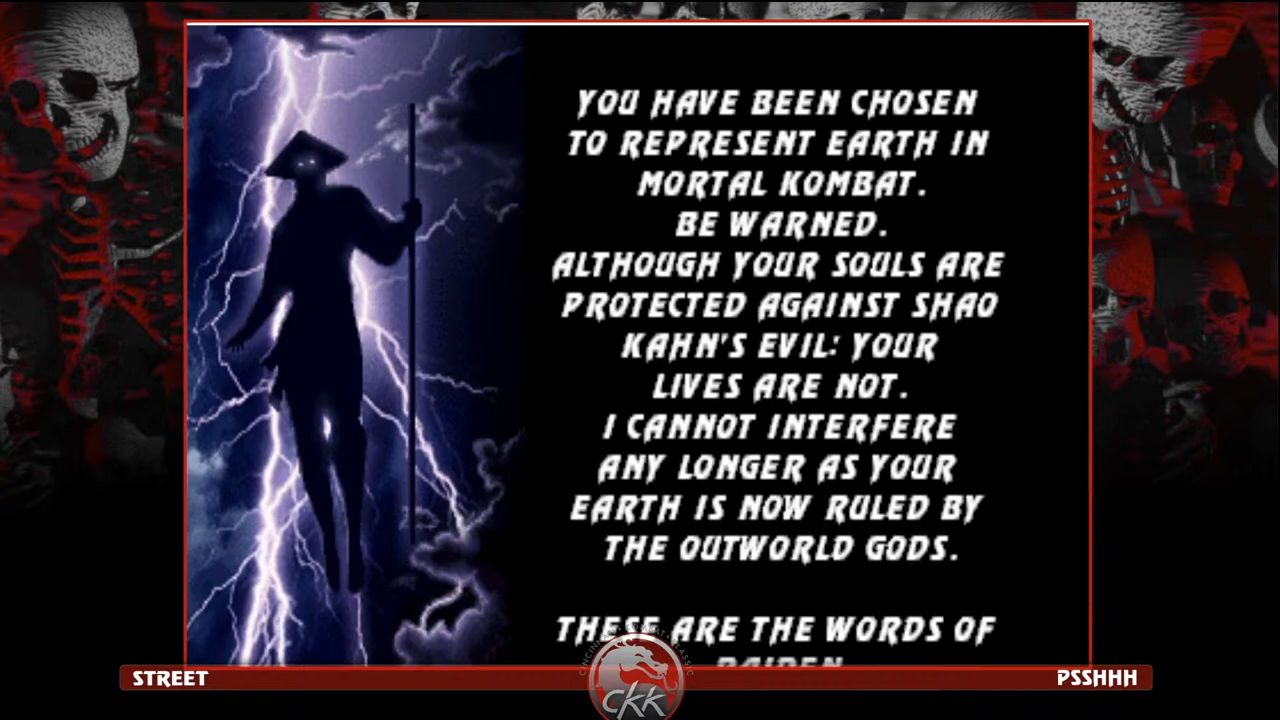 YOU HAVE BEEN CHOSEN
TO REPRESENT EARTH IN
MORTAL KOMBAT.
BE WARNED.
ALTHOUGH YOUR SOULS ARE
PROTECTED AGAINST SHAO
KAHN'S EVIL: YOUR
LIVES ARE NOT.
I CANNOT INTERFERE
ANY LONGER AS YOUR
EARTH IS NOW RULED BY
THE OUTWORLD GODS.
THESE ARE THE WORDS OF
RAIDEN
STREET
CKK
PSSHHH